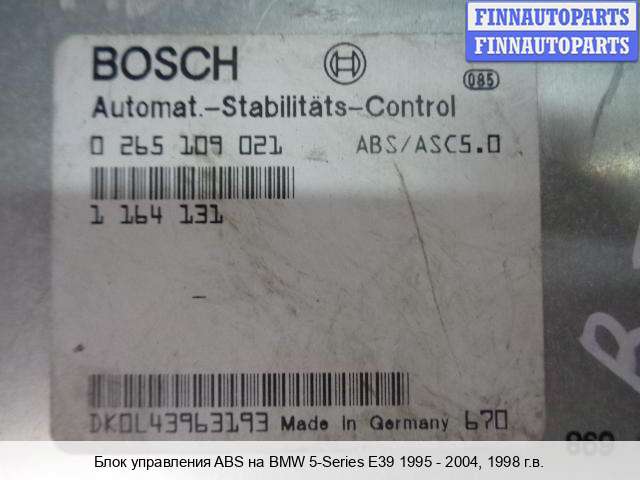 FINNAUTOPARTS
FINNAUTOPARTS
BOSCH
085
Automat.-Stabilitäts-Control
0 265 109 021 ABS/ASC5.0
1 164 131
DK0L43963193 Made In Germany 670
Блок управления ABS на BMW 5-Series E39 1995 - 2004, 1998 г.в.